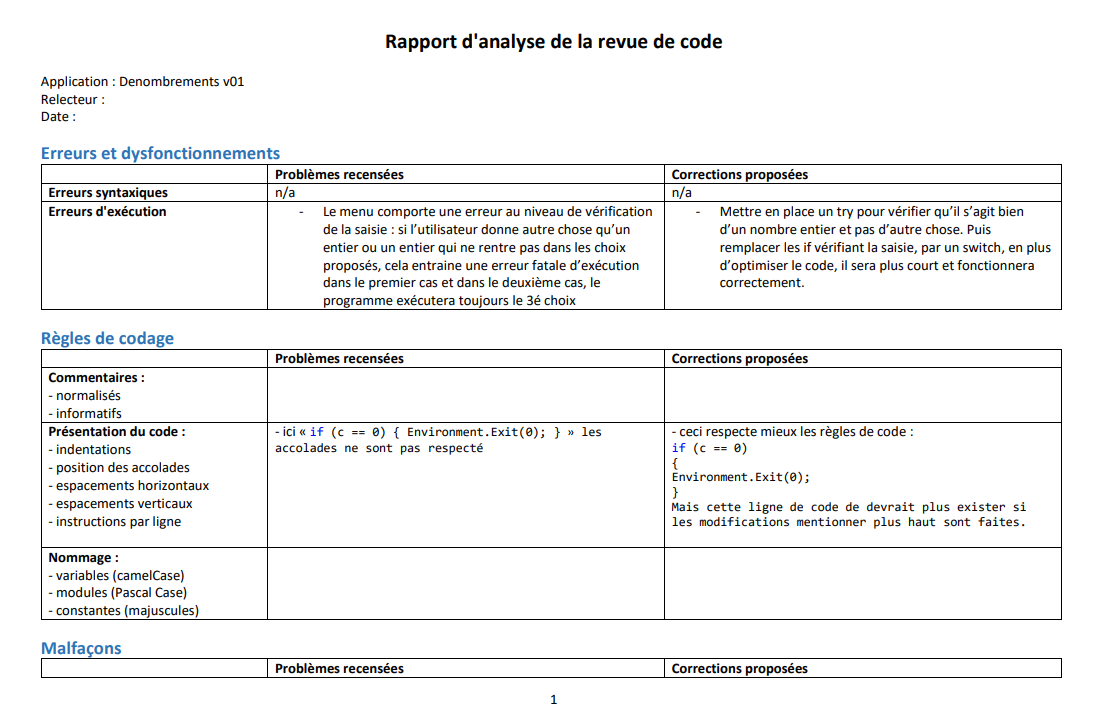 Rapport d'analyse de la revue de code
Application : Denombrements v01
Relecteur :
Date :
Erreurs et dysfonctionnements
Problèmes recensées
Corrections proposées
Erreurs syntaxiques
n/a
n/a
Erreurs d'exécution
- Le menu comporte une erreur au niveau de vérification
de la saisie : si l’utilisateur donne autre chose qu’un
entier ou un entier qui ne rentre pas dans les choix
proposés, cela entraine une erreur fatale d’exécution
dans le premier cas et dans le deuxième cas, le
programme exécutera toujours le 3é choix
- Mettre en place un try pour vérifier qu’il s’agit bien
d’un nombre entier et pas d’autre chose. Puis
remplacer les if vérifiant la saisie, par un switch, en plus
d’optimiser le code, il sera plus court et fonctionnera
correctement.
Règles de codage
Problèmes recensées
Corrections proposées
Commentaires :
- normalisés
- informatifs
Présentation du code :
- indentations
- position des accolades
- espacements horizontaux
- espacements verticaux
- instructions par ligne
- ici « if (c == 0) { Environment.Exit(0); } » les
accolades ne sont pas respecté
- ceci respecte mieux les règles de code :
if (c == 0)
{
Environment.Exit(0);
}
Mais cette ligne de code de devrait plus exister si
les modifications mentionner plus haut sont faites.
Nommage :
- variables (camelCase)
- modules (Pascal Case)
- constantes (majuscules)
Malfaçons
Problèmes recensées
Corrections proposées
1